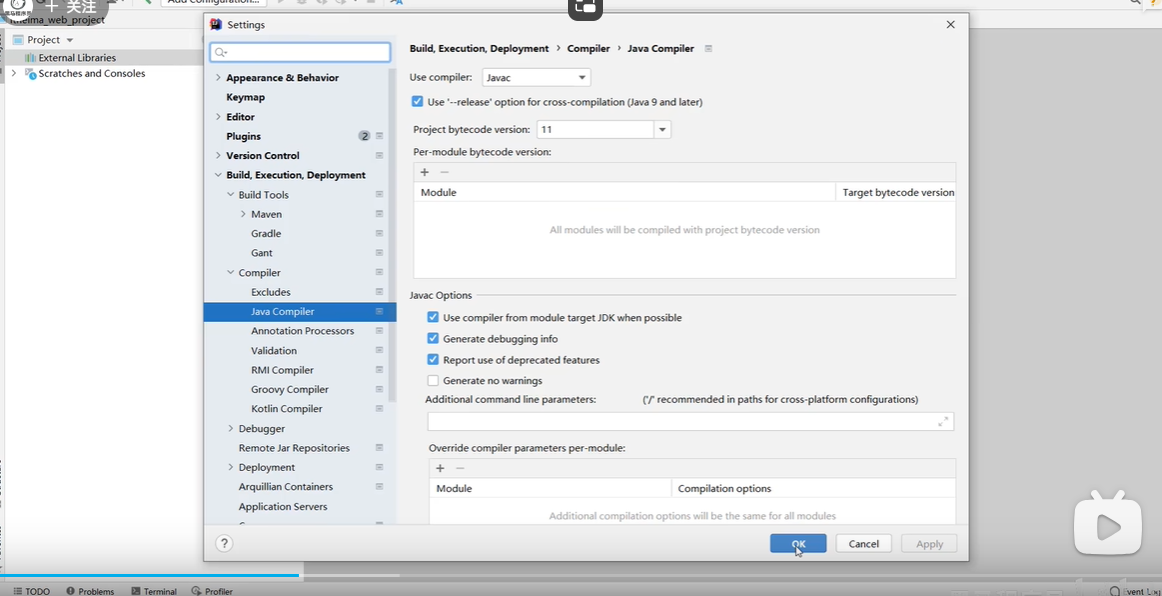 关注
Add Configuration...
heima_web_project
Settings
Project
External Libraries
Scratches and Consoles
Appearance & Behavior
Keymap
Editor
Plugins 2
Version Control
Build, Execution, Deployment
Build Tools
Maven
Gradle
Gant
Compiler
Excludes
Java Compiler
Annotation Processors
Validation
RMI Compiler
Groovy Compiler
Kotlin Compiler
Debugger
Remote Jar Repositories
Deployment
Arquillian Containers
Application Servers
Build, Execution, Deployment > Compiler > Java Compiler
Use compiler: Javac
Use '--release' option for cross-compilation (Java 9 and later)
Project bytecode version: 11
Per-module bytecode version:
+ −
Module Target bytecode version
All modules will be compiled with project bytecode version
Javac Options
Use compiler from module target JDK when possible
Generate debugging info
Report use of deprecated features
Generate no warnings
Additional command line parameters: ('/' recommended in paths for cross-platform configurations)
Override compiler parameters per-module:
+ −
Module Compilation options
Additional compilation options will be the same for all modules
? OK Cancel Apply
TODO Problems Terminal Profiler Event Log